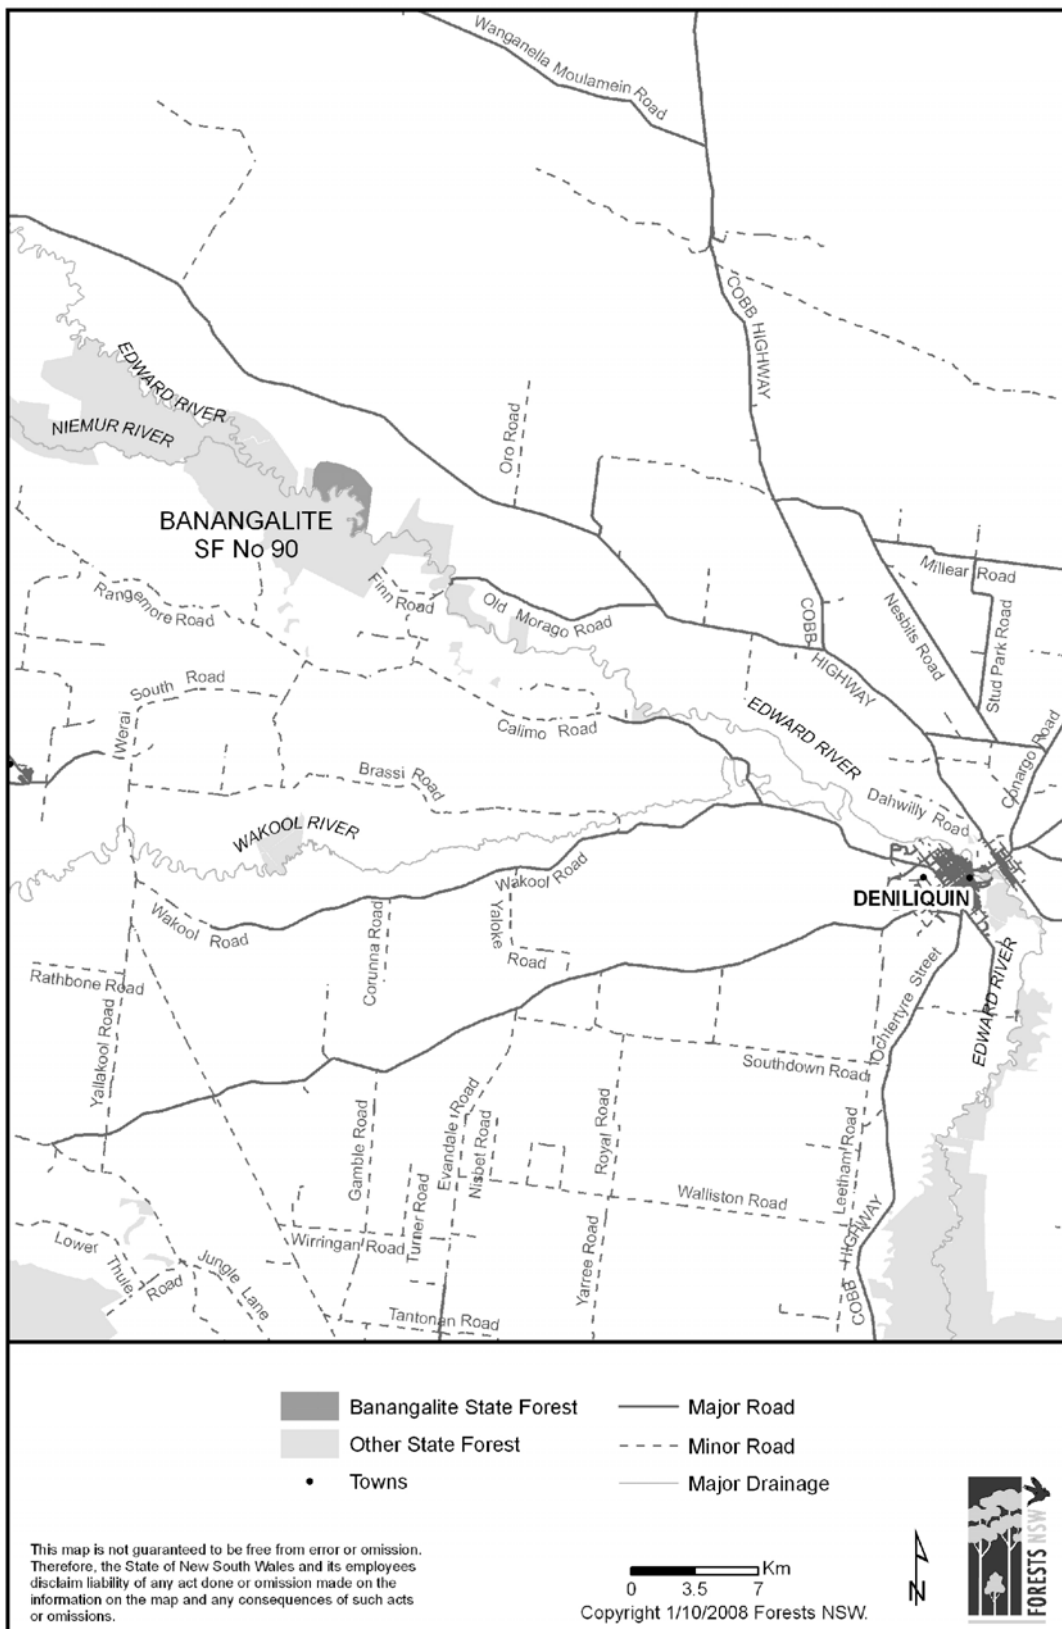 Wanganella Moulamein Road
COBB HIGHWAY
EDWARD RIVER
NIEMUR RIVER
Oro Road
BANANGALITE
SF No 90
Millear Road
Finn Road
Rangemore Road
Old Morago Road
COBB HIGHWAY
Nesbits Road
Stud Park Road
South Road
Werai
Calimo Road
EDWARD RIVER
Conargo Road
Brassi Road
Dahwilly Road
WAKOOL RIVER
DENILIQUIN
Wakool Road
Wakool Road
Yaloke
Road
Corunna Road
Rathbone Road
Ochtertyre Street
EDWARD RIVER
Yallakool Road
Southdown Road
Gamble Road
Evandale Road
Nisbet Road
Royal Road
Leetham Road
Turner Road
Walliston Road
Wirringan Road
Yarree Road
COBB HIGHWAY
Lower
Thule
Road
Jungle Lane
Tantonan Road
Banangalite State Forest
Other State Forest
Towns
Major Road
Minor Road
Major Drainage
This map is not guaranteed to be free from error or omission.
Therefore, the State of New South Wales and its employees
disclaim liability of any act done or omission made on the
information on the map and any consequences of such acts
or omissions.
Km
0 3.5 7
Copyright 1/10/2008 Forests NSW.
N
FORESTS NSW